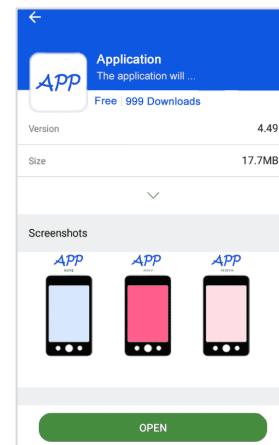 APP
Application
The application will ...
Free 999 Downloads
Version 4.49
Size 17.7MB
Screenshots
APP APP APP
OPEN